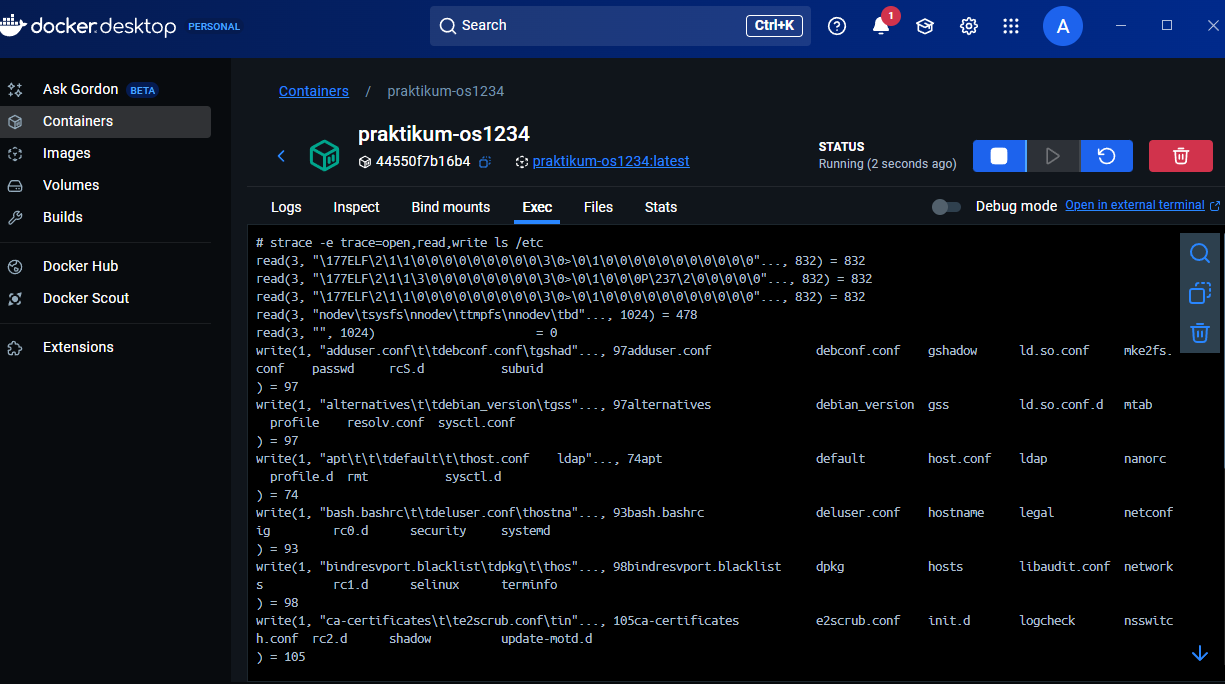 docker.desktop PERSONAL
Search
Ctrl+K
1
A
Ask Gordon BETA
Containers
Images
Volumes
Builds
Docker Hub
Docker Scout
Extensions
Containers / praktikum-os1234
praktikum-os1234
44550f7b16b4
praktikum-os1234:latest
STATUS
Running (2 seconds ago)
Logs Inspect Bind mounts Exec Files Stats
Debug mode
Open in external terminal
# strace -e trace=open,read,write ls /etc
read(3, "\177ELF\2\1\1\0\0\0\0\0\0\0\0\0\3\0>\0\1\0\0\0\0\0\0\0\0\0\0\0"..., 832) = 832
read(3, "\177ELF\2\1\1\3\0\0\0\0\0\0\0\0\3\0>\0\1\0\0\0P\237\2\0\0\0\0\0"..., 832) = 832
read(3, "\177ELF\2\1\1\0\0\0\0\0\0\0\0\0\3\0>\0\1\0\0\0\0\0\0\0\0\0\0\0"..., 832) = 832
read(3, "nodev\tsysfs\nnodev\ttmpfs\nnodev\tbd"..., 1024) = 478
read(3, "", 1024) = 0
write(1, "adduser.conf\t\tdebconf.conf\tgshad"..., 97adduser.conf debconf.conf gshadow ld.so.conf mke2fs.
conf passwd rcS.d subuid
) = 97
write(1, "alternatives\t\tdebian_version\tgss"..., 97alternatives debian_version gss ld.so.conf.d mtab
profile resolv.conf sysctl.conf
) = 97
write(1, "apt\t\t\tdefault\t\thost.conf ldap"..., 74apt default host.conf ldap nanorc
profile.d rmt sysctl.d
) = 74
write(1, "bash.bashrc\t\tdeluser.conf\thostna"..., 93bash.bashrc deluser.conf hostname legal netconf
ig rc0.d security systemd
) = 93
write(1, "bindresvport.blacklist\tdpkg\t\thos"..., 98bindresvport.blacklist dpkg hosts libaudit.conf network
s rc1.d selinux terminfo
) = 98
write(1, "ca-certificates\t\te2scrub.conf\tin"..., 105ca-certificates e2scrub.conf init.d logcheck nsswitc
h.conf rc2.d shadow update-motd.d
) = 105